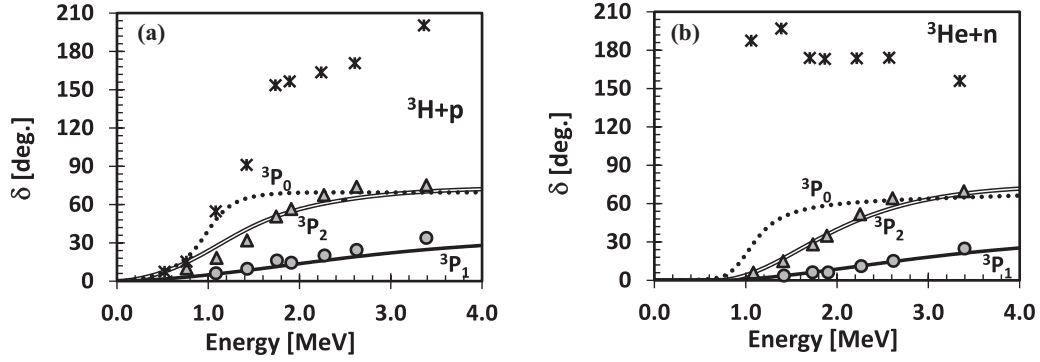 (a)
³H+p
³P₀
³P₂
³P₁
δ [deg.]
210
180
150
120
90
60
30
0
0.0 1.0 2.0 3.0 4.0
Energy [MeV]
(b)
³He+n
³P₀
³P₂
³P₁
δ [deg.]
210
180
150
120
90
60
30
0
0.0 1.0 2.0 3.0 4.0
Energy [MeV]